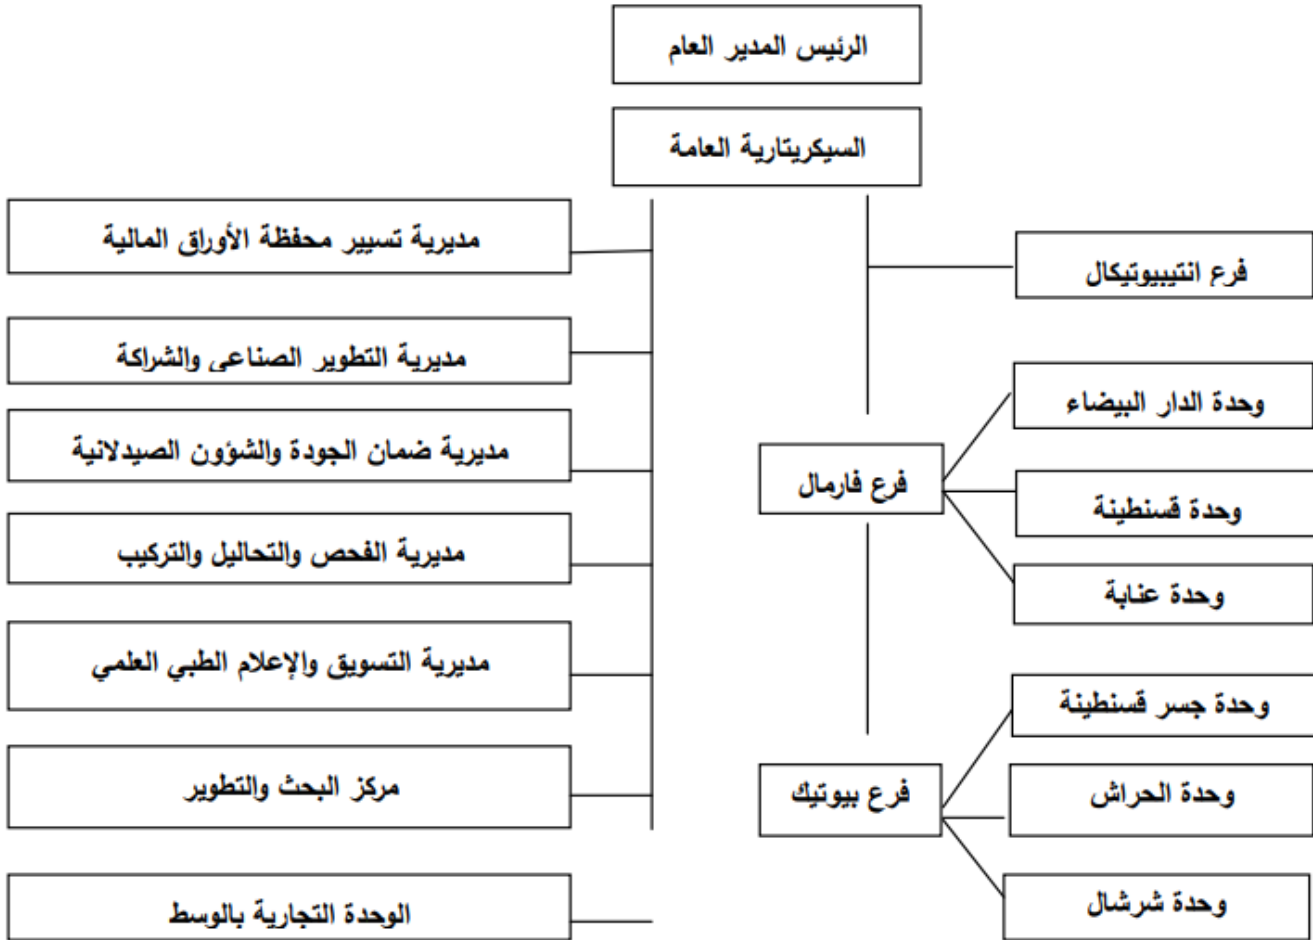 الرئيس المدير العام
السيكريتارية العامة
فرع انتيبيوتيكال
وحدة الدار البيضاء
فرع فارمال
وحدة قسنطينة
وحدة عنابة
وحدة جسر قسنطينة
فرع بيوتيك
وحدة الحراش
وحدة شرشال
مديرية تسيير محفظة الأوراق المالية
مديرية التطوير الصناعي والشراكة
مديرية ضمان الجودة والشؤون الصيدلانية
مديرية الفحص والتحاليل والتركيب
مديرية التسويق والإعلام الطبي العلمي
مركز البحث والتطوير
الوحدة التجارية بالوسط